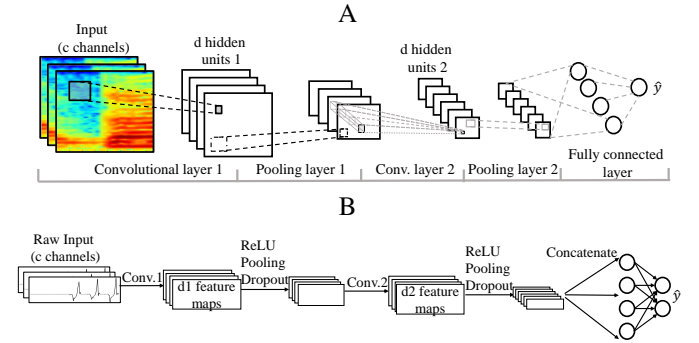 A
Input
(c channels)
d hidden
units 1
d hidden
units 2
ŷ
Convolutional layer 1
Pooling layer 1
Conv. layer 2
Pooling layer 2
Fully connected
layer
B
Raw Input
(c channels)
Conv.1
d1 feature
maps
ReLU
Pooling
Dropout
Conv.2
d2 feature
maps
ReLU
Pooling
Dropout
Concatenate
ŷ